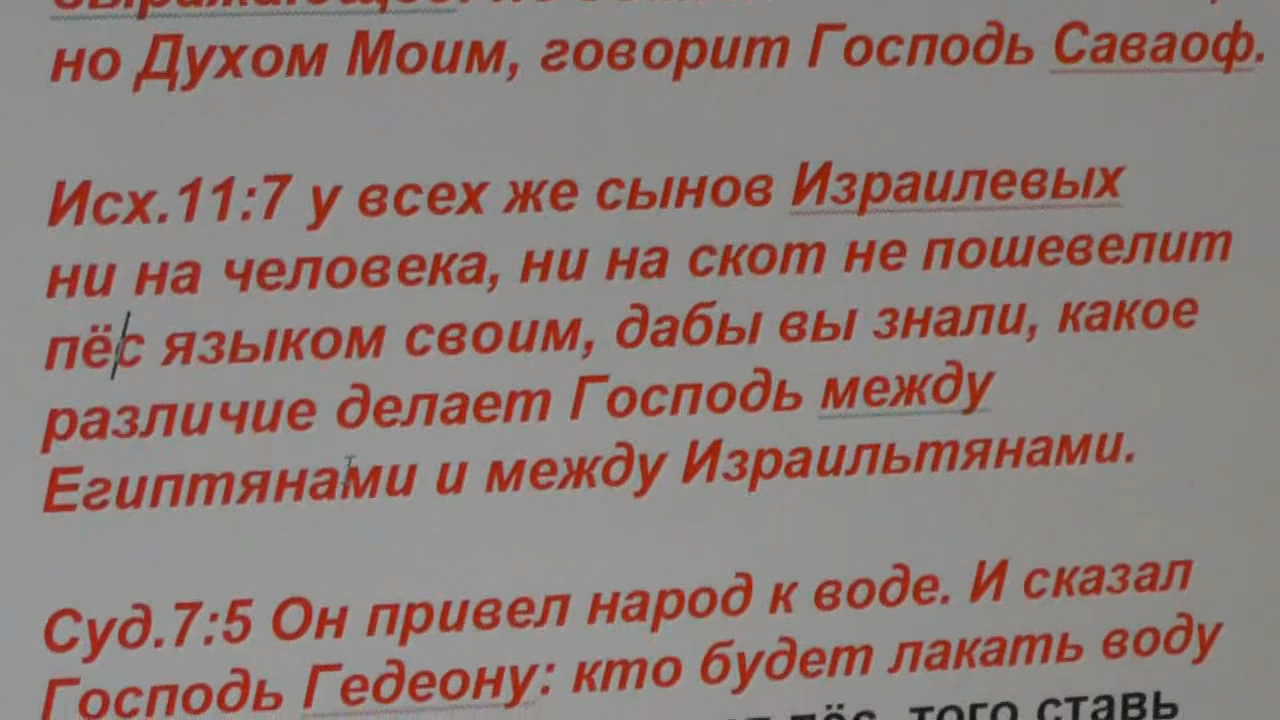 но Духом Моим, говорит Господь Саваоф.
Исх.11:7 у всех же сынов Израилевых
ни на человека, ни на скот не пошевелит
пёс языком своим, дабы вы знали, какое
различие делает Господь между
Египтянами и между Израильтянами.
Суд.7:5 Он привел народ к воде. И сказал
Господь Гедеону: кто будет лакать воду
пёс, того ставь